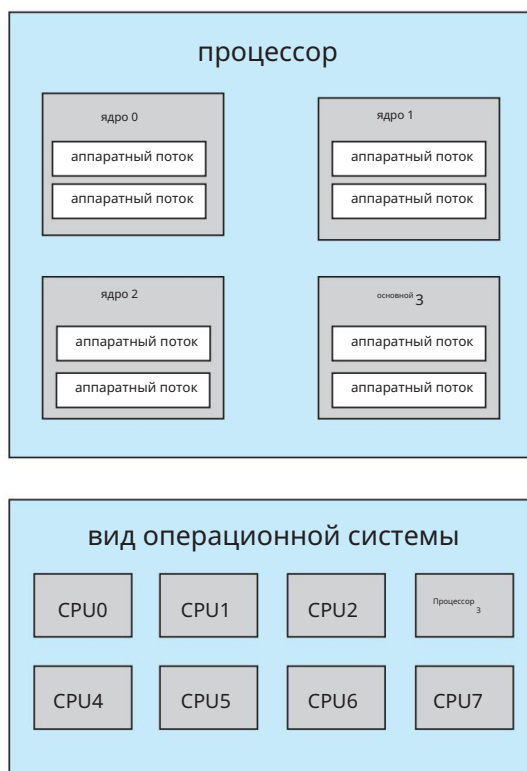 процессор
ядро 0
ядро 1
аппаратный поток
аппаратный поток
аппаратный поток
аппаратный поток
ядро 2
основной 3
аппаратный поток
аппаратный поток
аппаратный поток
аппаратный поток
вид операционной системы
CPU0
CPU1
CPU2
Процессор 3
CPU4
CPU5
CPU6
CPU7